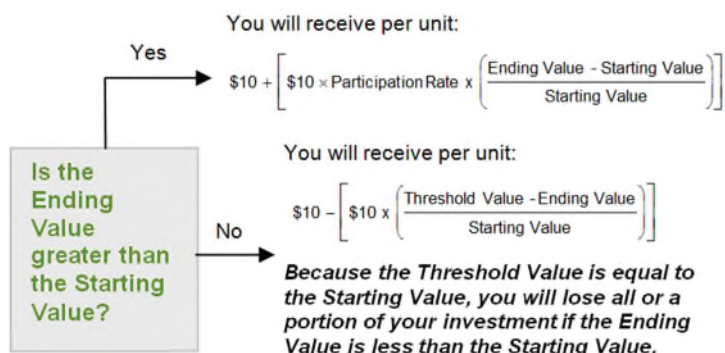 You will receive per unit:
Yes
$10 + [ $10 × Participation Rate x ( Ending Value - Starting Value
Starting Value ) ]
You will receive per unit:
Is the
Ending
Value
greater than
the Starting
Value?
No
$10 − [ $10 x ( Threshold Value - Ending Value
Starting Value ) ]
Because the Threshold Value is equal to
the Starting Value, you will lose all or a
portion of your investment if the Ending
Value is less than the Starting Value.